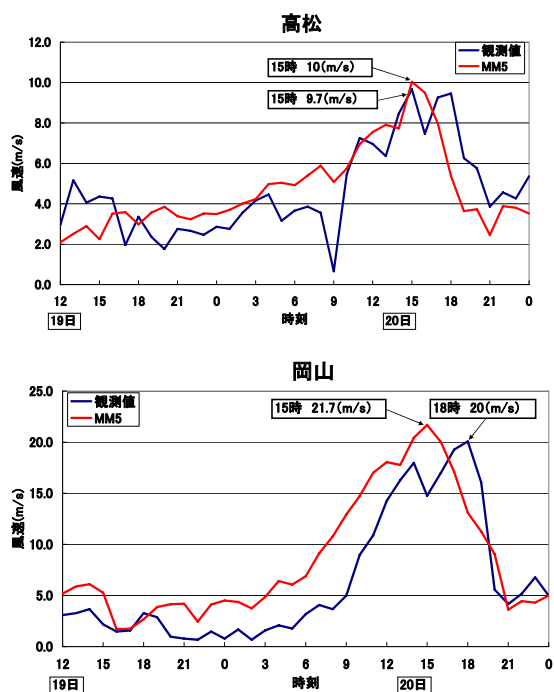 高松
12.0
10.0
8.0
6.0
4.0
2.0
0.0
風速(m/s)
15時 10(m/s)
15時 9.7(m/s)
観測値
MM5
12 15 18 21 0 3 6 9 12 15 18 21 0
19日 時刻 20日
岡山
25.0
20.0
15.0
10.0
5.0
0.0
風速(m/s)
観測値
MM5
15時 21.7(m/s)
18時 20(m/s)
12 15 18 21 0 3 6 9 12 15 18 21 0
19日 時刻 20日